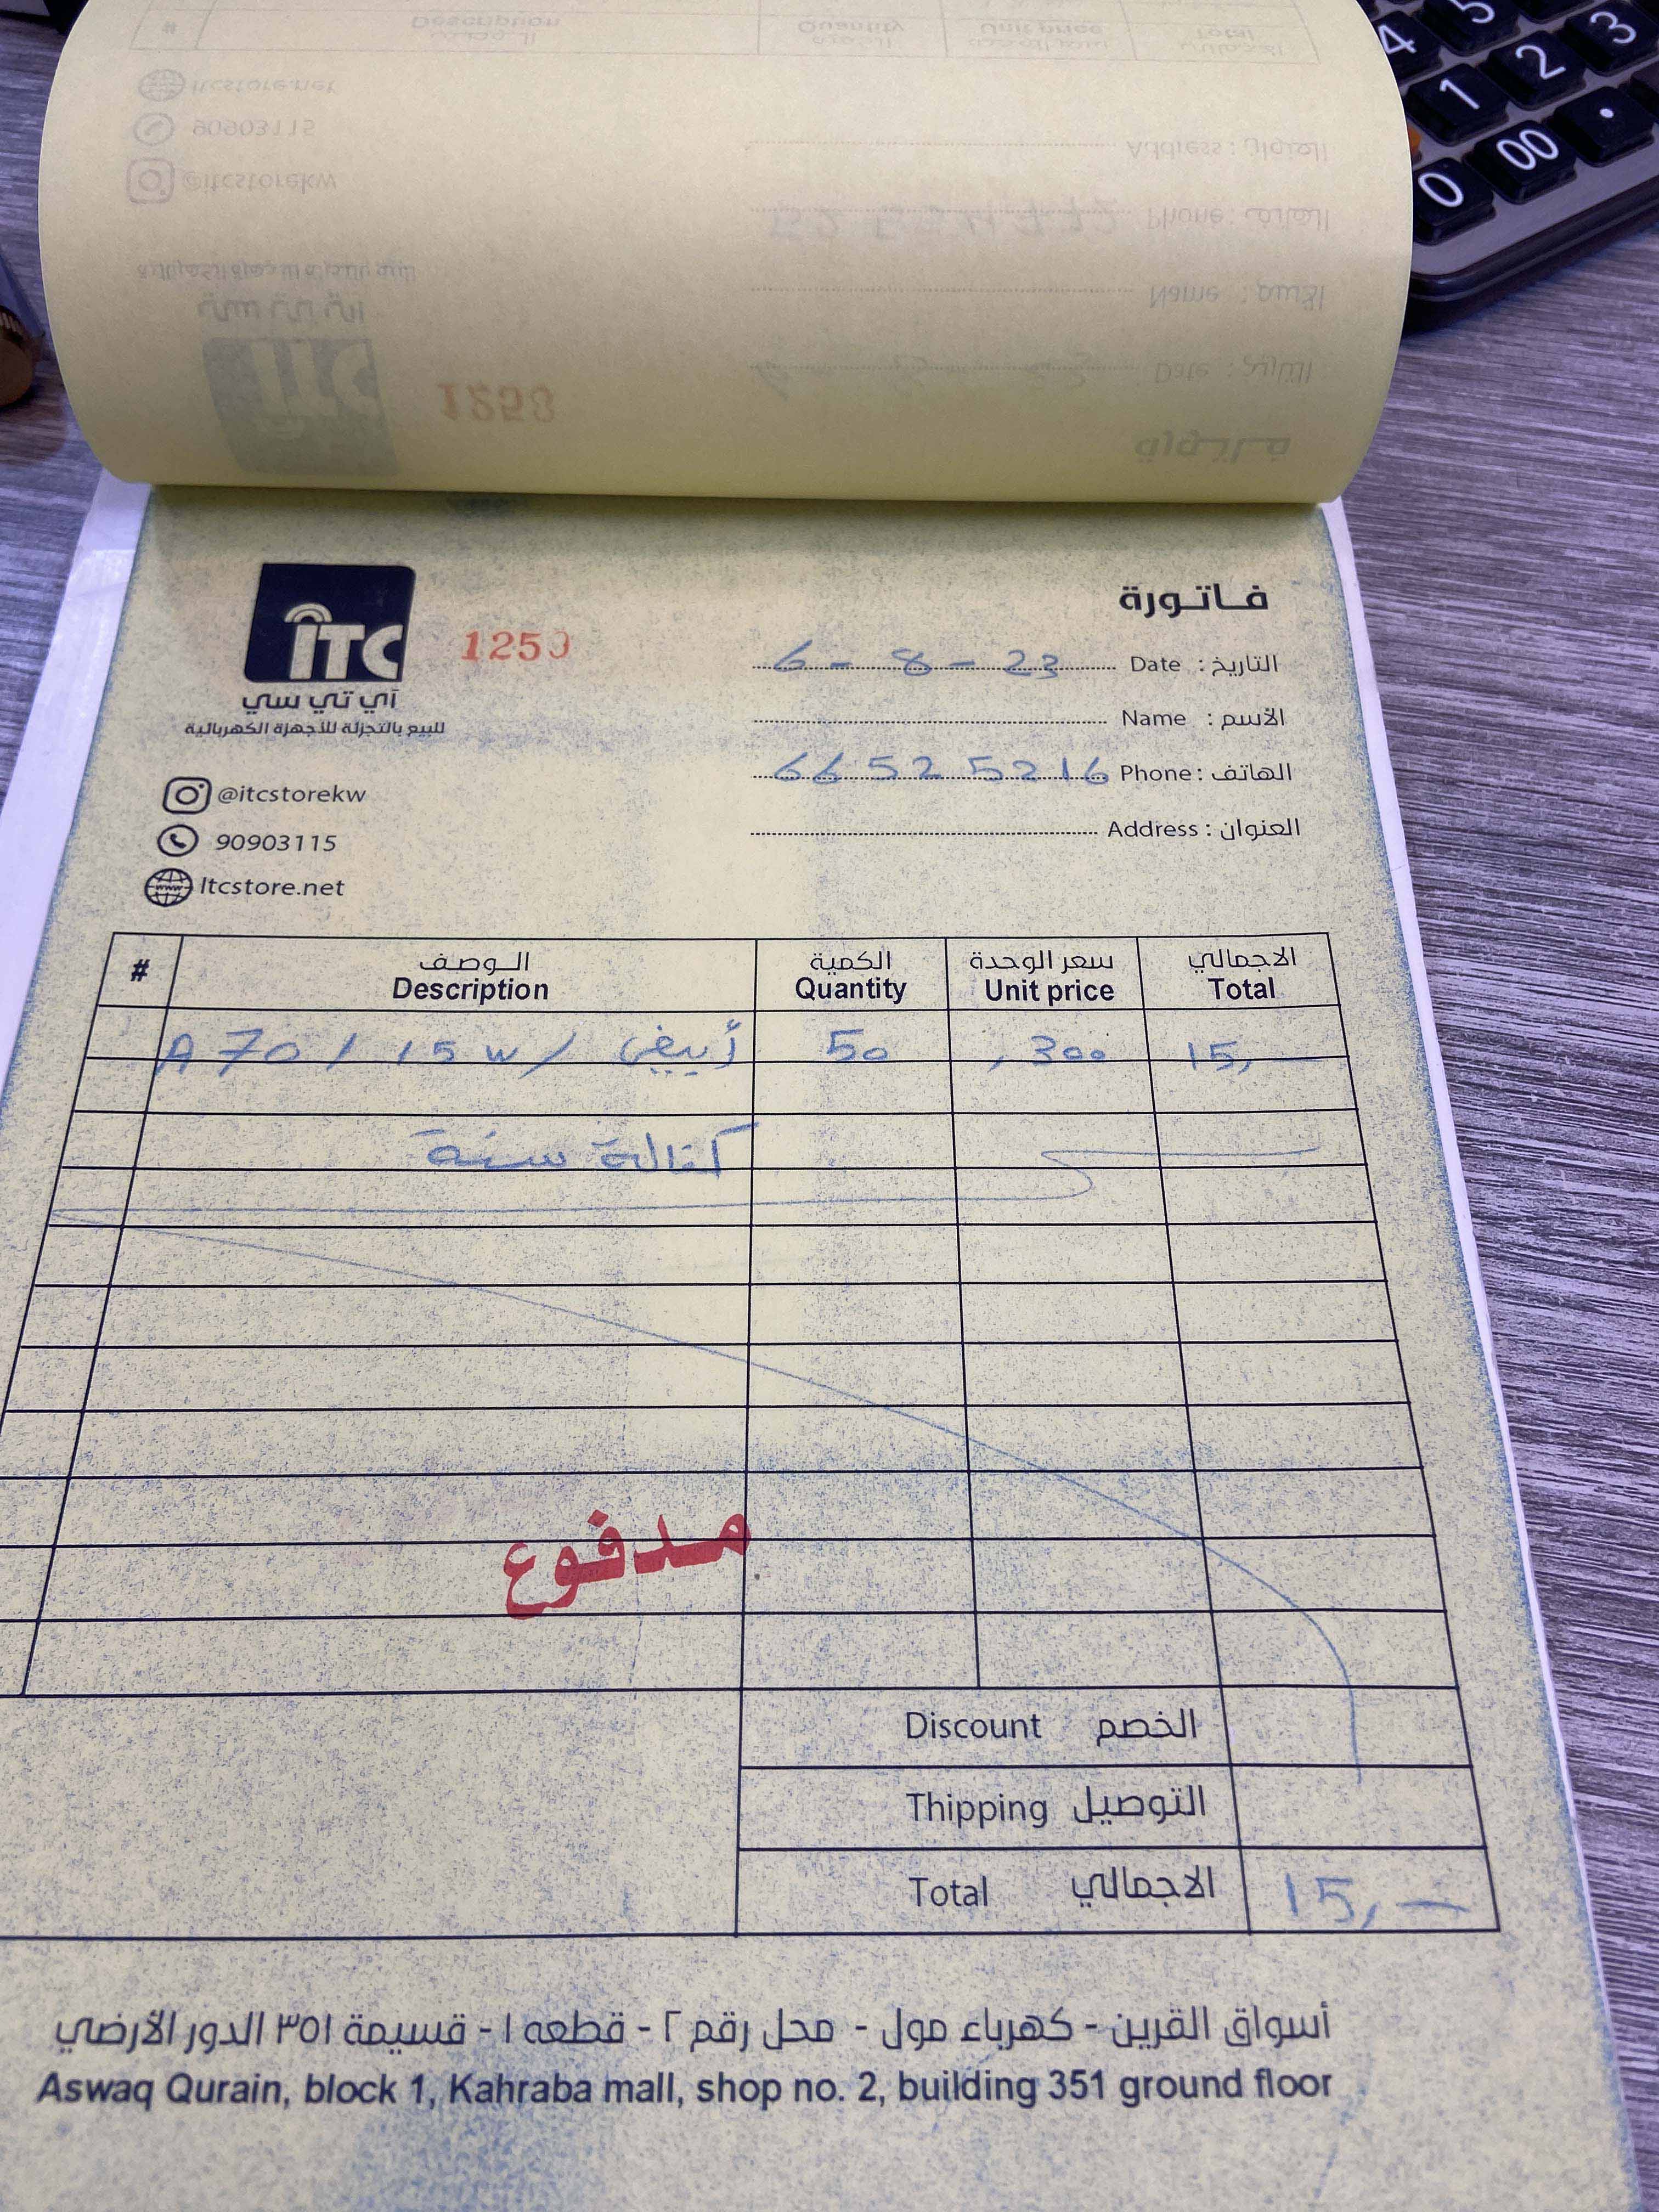 فاتورة
ITC
آي تي سي
للبيع بالتجزئة للأجهزة الكهربائية
التاريخ : Date 6 - 8 - 23
الأسم : Name
الهاتف : Phone 66525216
العنوان : Address
@itcstorekw
90903115
Itcstore.net
# الوصف الكمية سعر الوحدة الاجمالي
Description Quantity Unit price Total
A70 / 15w / أبيض 50 ,300 15,—
كفالة سنة
مدفوع
Discount الخصم
Thipping التوصيل
Total الاجمالي 15,—
أسواق القرين - كهرباء مول - محل رقم ٢ - قطعه ١ - قسيمة ٣٥١ الدور الأرضي
Aswaq Qurain, block 1, Kahraba mall, shop no. 2, building 351 ground floor